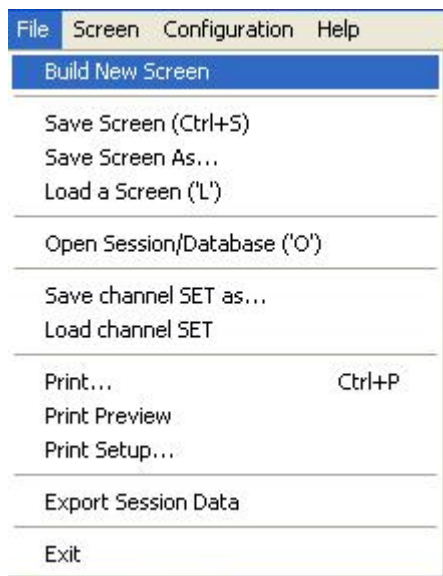 File Screen Configuration Help
Build New Screen
Save Screen (Ctrl+S)
Save Screen As...
Load a Screen ('L')
Open Session/Database ('O')
Save channel SET as...
Load channel SET
Print... Ctrl+P
Print Preview
Print Setup...
Export Session Data
Exit